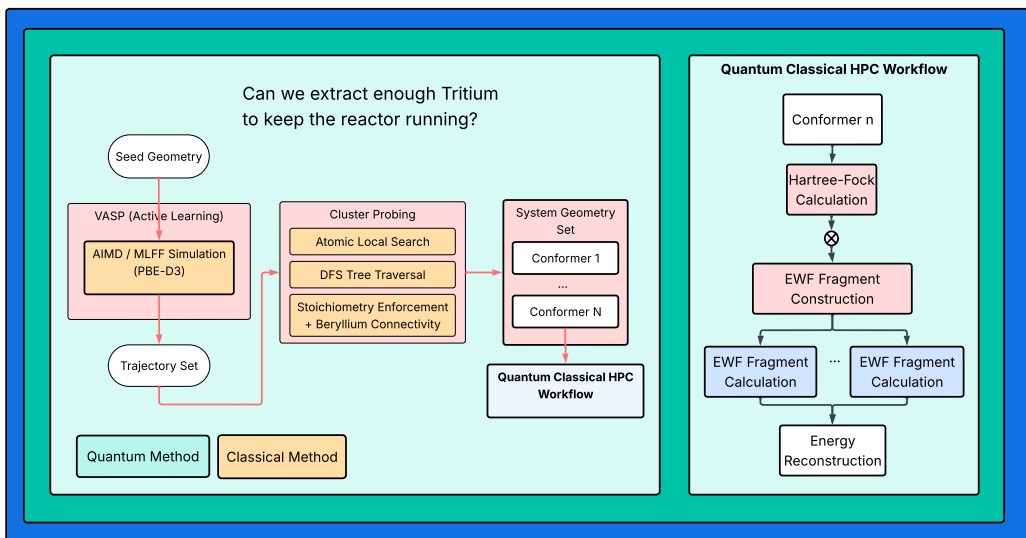 Can we extract enough Tritium
to keep the reactor running?
Seed Geometry
VASP (Active Learning)
AIMD / MLFF Simulation
(PBE-D3)
Trajectory Set
Cluster Probing
Atomic Local Search
DFS Tree Traversal
Stoichiometry Enforcement
+ Beryllium Connectivity
System Geometry
Set
Conformer 1
...
Conformer N
Quantum Classical HPC
Workflow
Quantum Method
Classical Method
Quantum Classical HPC Workflow
Conformer n
Hartree-Fock
Calculation
EWF Fragment
Construction
EWF Fragment
Calculation
...
EWF Fragment
Calculation
Energy
Reconstruction